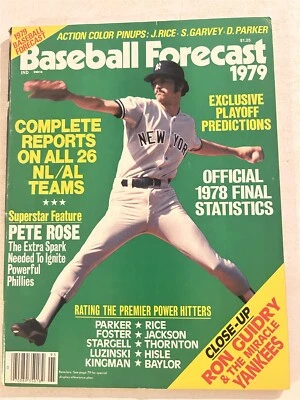 1979
BASEBALL
FORECAST
ACTION COLOR PINUPS: J.RICE · S.GARVEY · D.PARKER
$1.25
Baseball Forecast
1979
IND
EXCLUSIVE
PLAYOFF
PREDICTIONS
NEW YORK
COMPLETE
REPORTS
ON ALL 26
NL/AL
TEAMS
★★★
OFFICIAL
1978 FINAL
STATISTICS
Superstar Feature
PETE ROSE
The Extra Spark
Needed To Ignite
Powerful
Phillies
RATING THE PREMIER POWER HITTERS
PARKER ★ RICE
FOSTER ★ JACKSON
STARGELL ★ THORNTON
LUZINSKI ★ HISLE
KINGMAN ★ BAYLOR
CLOSE-UP
RON GUIDRY
& THE MIRACLE
YANKEES